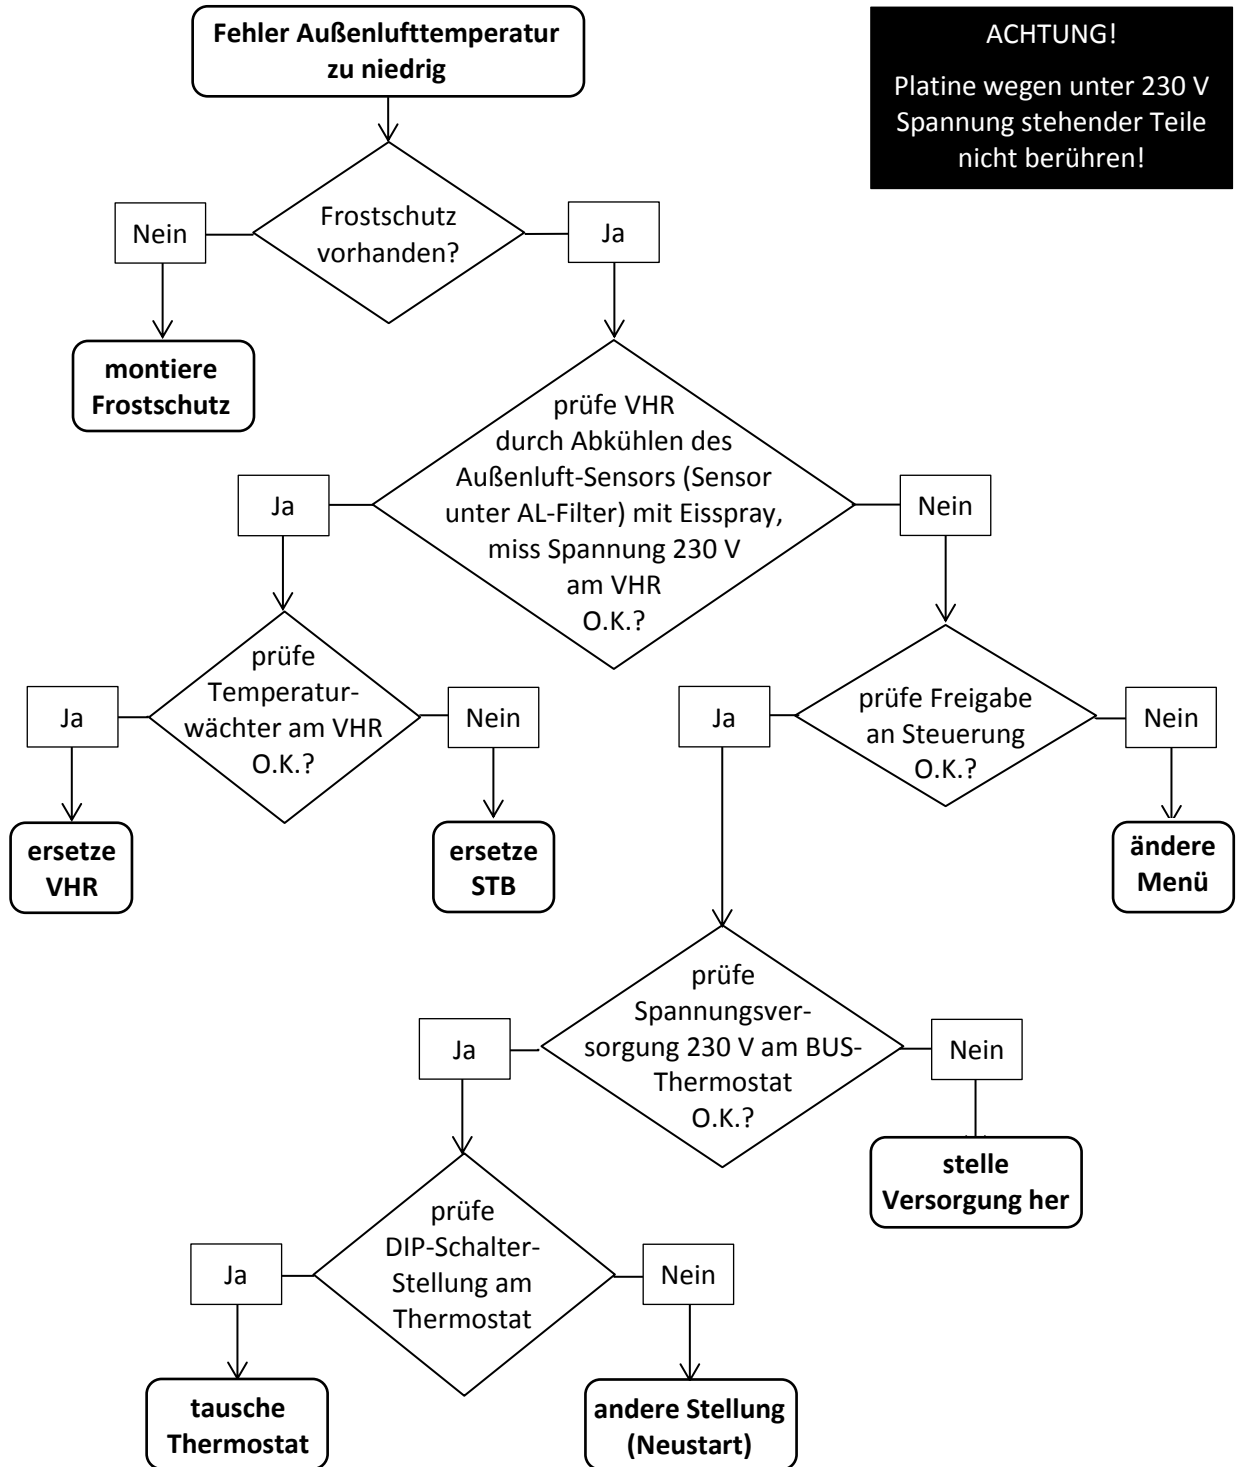 Fehler Außenlufttemperatur
zu niedrig
ACHTUNG!
Platine wegen unter 230 V
Spannung stehender Teile
nicht berühren!
Nein
Frostschutz
vorhanden?
Ja
montiere
Frostschutz
prüfe VHR
durch Abkühlen des
Außenluft-Sensors (Sensor
unter AL-Filter) mit Eisspray,
miss Spannung 230 V
am VHR
O.K.?
Ja
Nein
prüfe
Temperatur-
wächter am VHR
O.K.?
Ja
Nein
ersetze
VHR
ersetze
STB
prüfe Freigabe
an Steuerung
O.K.?
Ja
Nein
ändere
Menü
prüfe
Spannungsver-
sorgung 230 V am BUS-
Thermostat
O.K.?
Ja
Nein
stelle
Versorgung her
prüfe
DIP-Schalter-
Stellung am
Thermostat
Ja
Nein
tausche
Thermostat
andere Stellung
(Neustart)